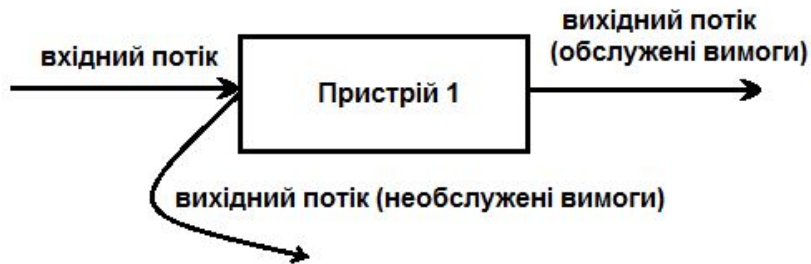 вхідний потік
Пристрій 1
вихідний потік
(обслужені вимоги)
вихідний потік (необслужені вимоги)